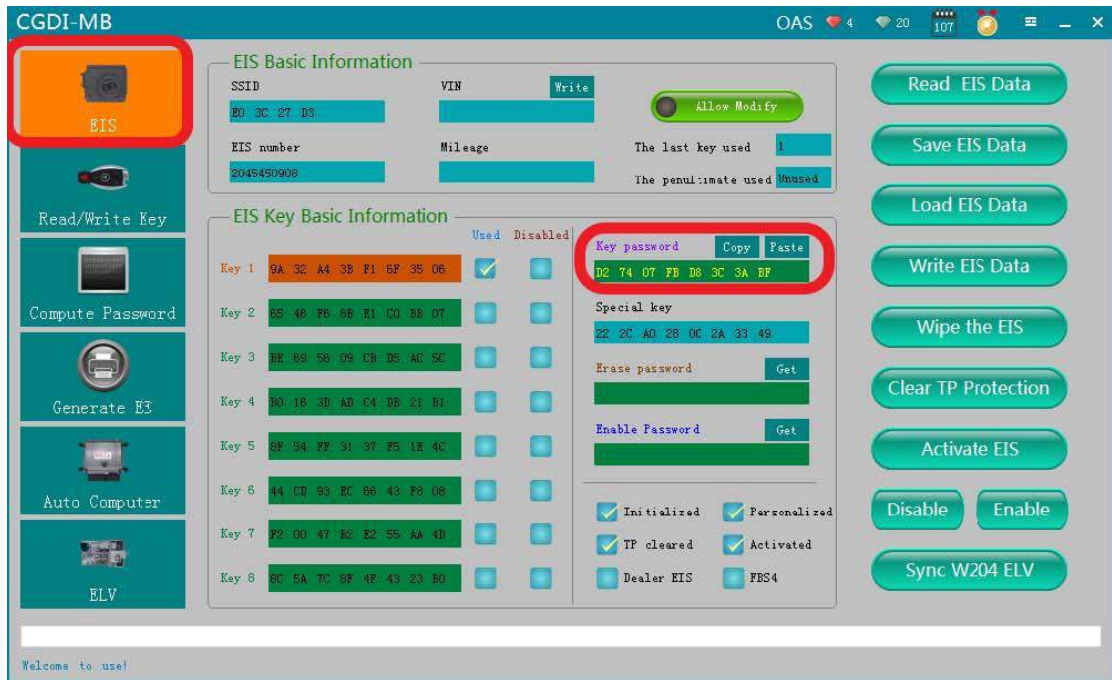 CGDI-MB
OAS 4 20 107
EIS
Read/Write Key
Compute Password
Generate EB
Auto Computer
ELV
EIS Basic Information
SSID VIN Write
E0 3C 27 D3
Allow Modify
EIS number Mileage
2045450908
The last key used 1
The penultimate used Unused
EIS Key Basic Information
Used Disabled
Key 1 9A 32 A4 3B F1 6F 35 06
Key 2 65 46 F6 6B E1 C0 BB 07
Key 3 BE 69 56 09 CB D5 AC 5C
Key 4 B0 16 3D AD C4 DB 21 B1
Key 5 8F 54 FF 31 37 F5 1E 4C
Key 6 44 CD 93 EC 66 43 F8 08
Key 7 F2 00 47 B2 E2 55 AA 4D
Key 8 8C 5A 7C 8F 4F 43 23 B0
Key password Copy Paste
D2 74 07 FB D8 3C 3A BF
Special key
22 2C A0 28 0C 2A 33 49
Erase password Get
Enable Password Get
Initialized Personalized
TP cleared Activated
Dealer EIS FBS4
Read EIS Data
Save EIS Data
Load EIS Data
Write EIS Data
Wipe the EIS
Clear TP Protection
Activate EIS
Disable Enable
Sync W204 ELV
Welcome to use!